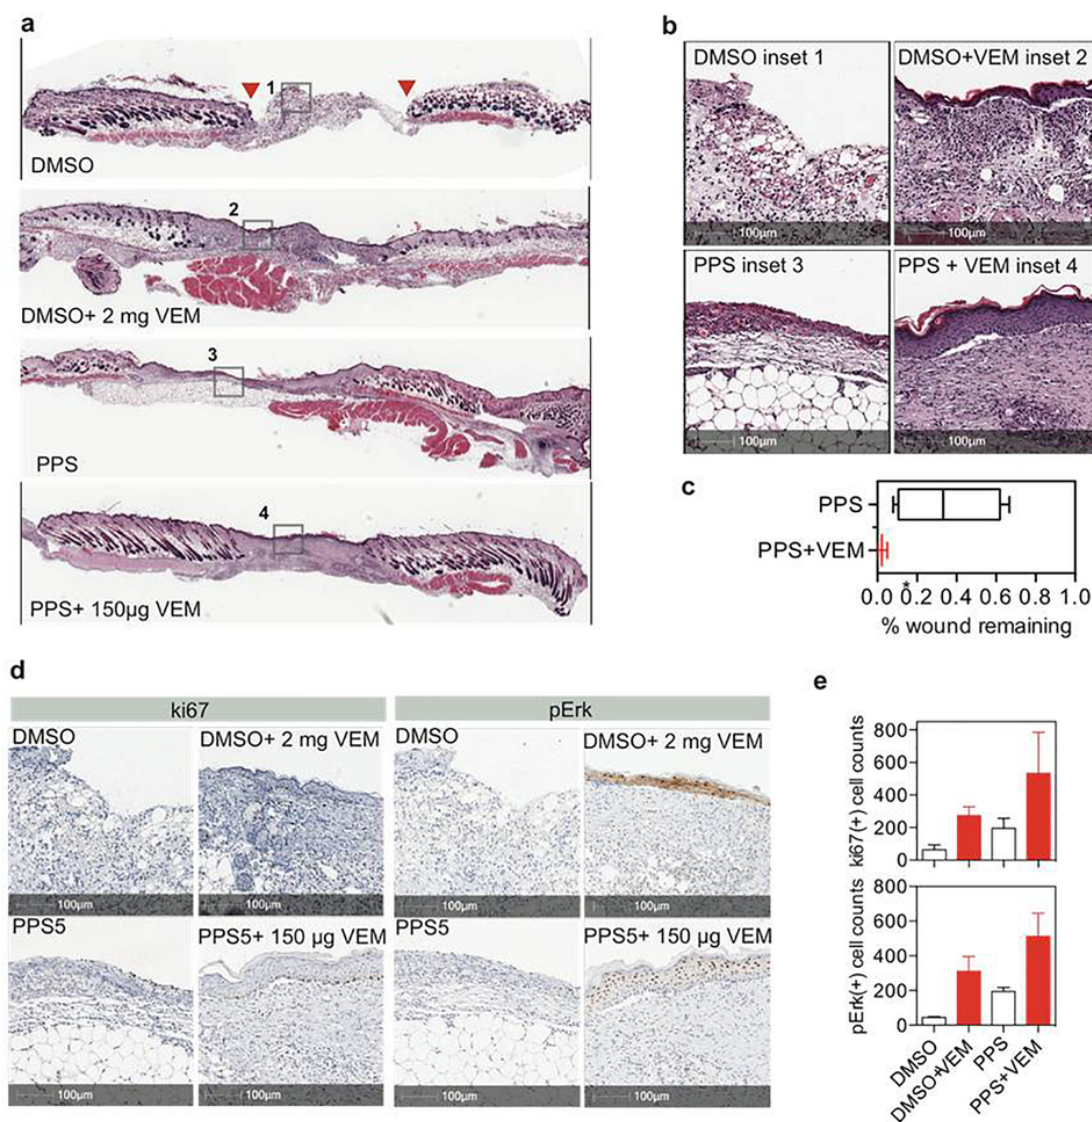 a
1
DMSO
2
DMSO+ 2 mg VEM
3
PPS
4
PPS+ 150µg VEM
b
DMSO inset 1
DMSO+VEM inset 2
100µm
100µm
PPS inset 3
PPS + VEM inset 4
100µm
100µm
c
PPS
PPS+VEM
*
0.0 0.2 0.4 0.6 0.8 1.0
% wound remaining
d
ki67
pErk
DMSO
DMSO+ 2 mg VEM
DMSO
DMSO+ 2 mg VEM
100µm
100µm
100µm
100µm
PPS5
PPS5+ 150 µg VEM
PPS5
PPS5+ 150 µg VEM
100µm
100µm
100µm
100µm
e
ki67(+) cell counts
800
600
400
200
0
pErk(+) cell counts
800
600
400
200
0
DMSO
DMSO+VEM
PPS
PPS+VEM